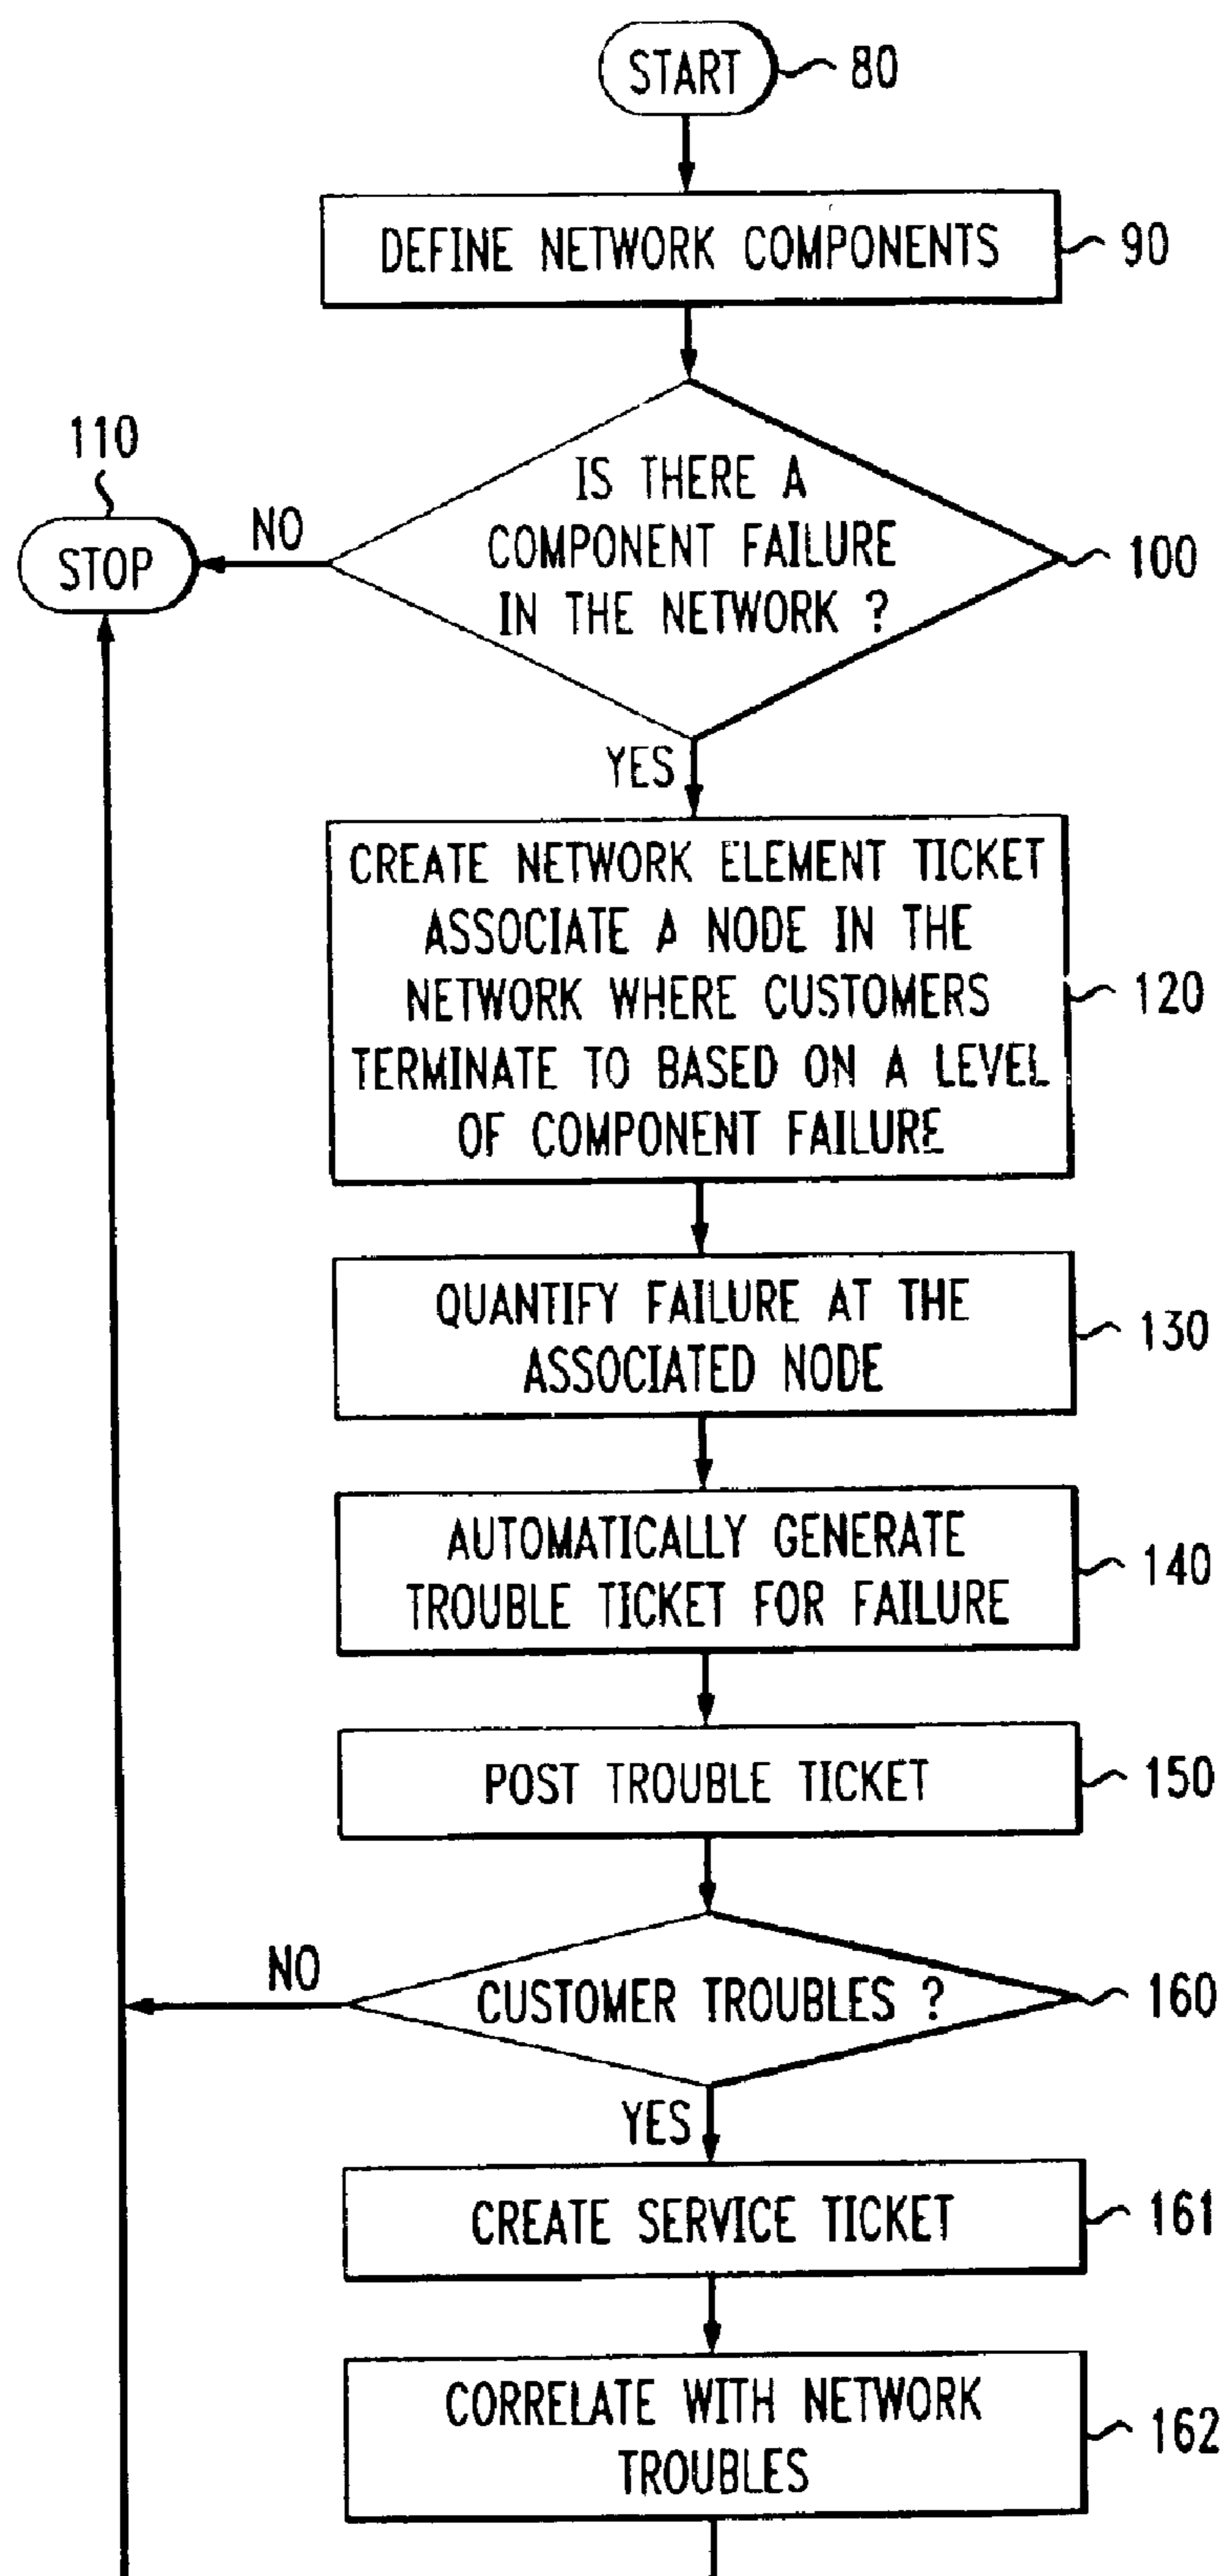 START
80
DEFINE NETWORK COMPONENTS
90
110
STOP
NO
IS THERE A
COMPONENT FAILURE
IN THE NETWORK ?
100
YES
CREATE NETWORK ELEMENT TICKET
ASSOCIATE A NODE IN THE
NETWORK WHERE CUSTOMERS
TERMINATE TO BASED ON A LEVEL
OF COMPONENT FAILURE
120
QUANTIFY FAILURE AT THE
ASSOCIATED NODE
130
AUTOMATICALLY GENERATE
TROUBLE TICKET FOR FAILURE
140
POST TROUBLE TICKET
150
NO
CUSTOMER TROUBLES ?
160
YES
CREATE SERVICE TICKET
161
CORRELATE WITH NETWORK
TROUBLES
162